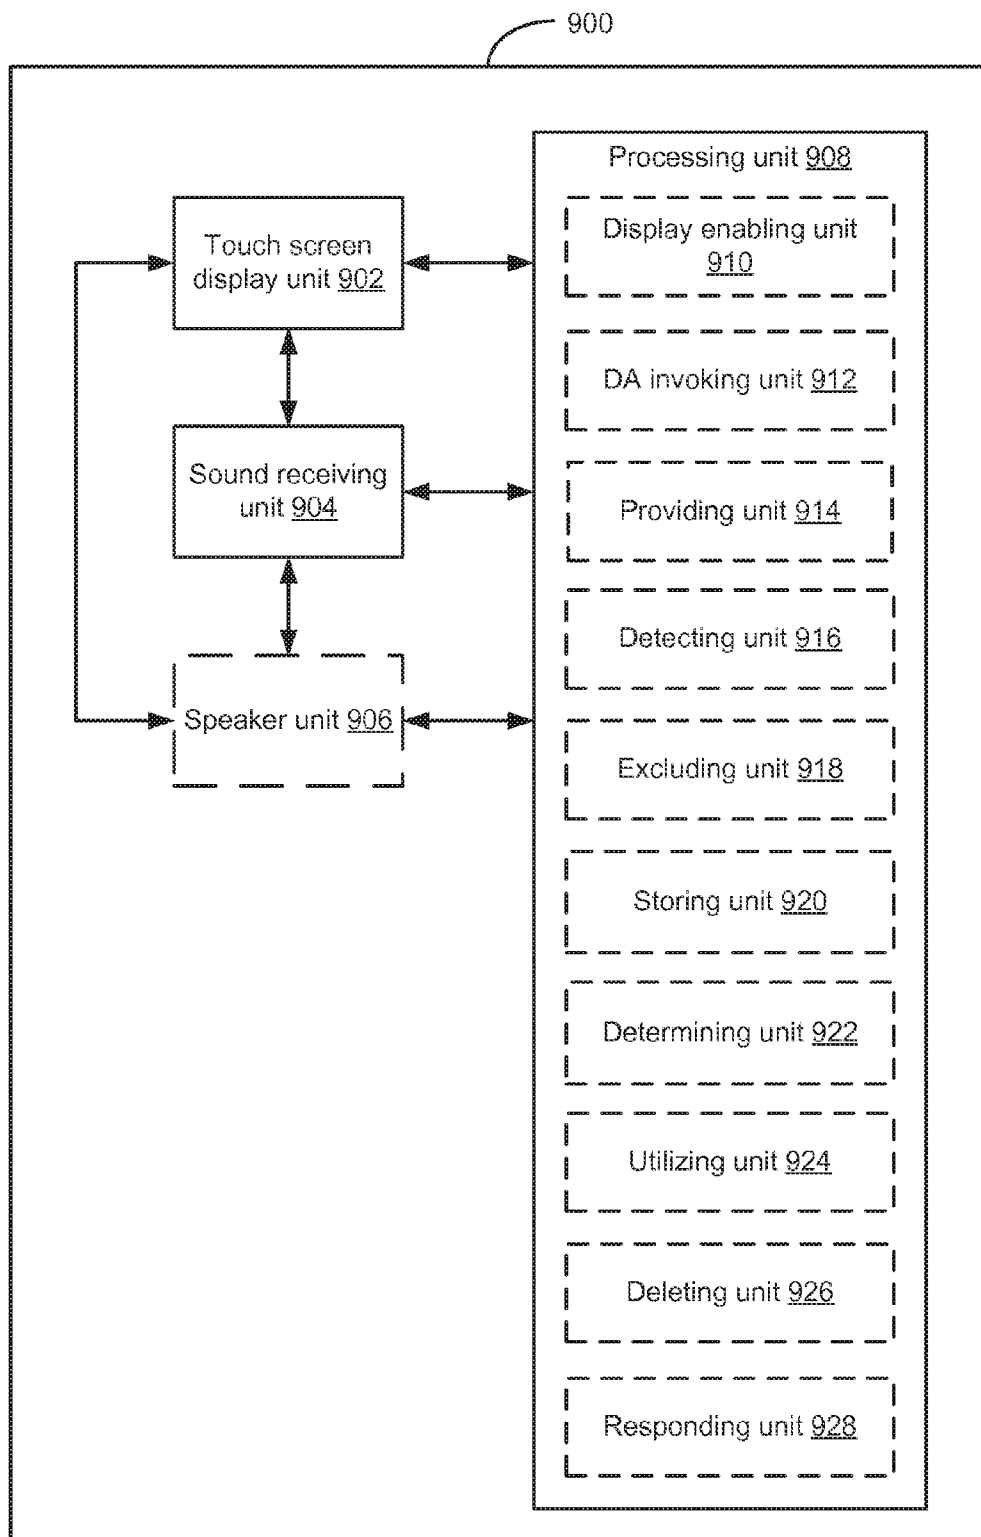 900
Processing unit 908
Touch screen
display unit 902
Display enabling unit
910
DA invoking unit 912
Sound receiving
unit 904
Providing unit 914
Detecting unit 916
Speaker unit 906
Excluding unit 918
Storing unit 920
Determining unit 922
Utilizing unit 924
Deleting unit 926
Responding unit 928